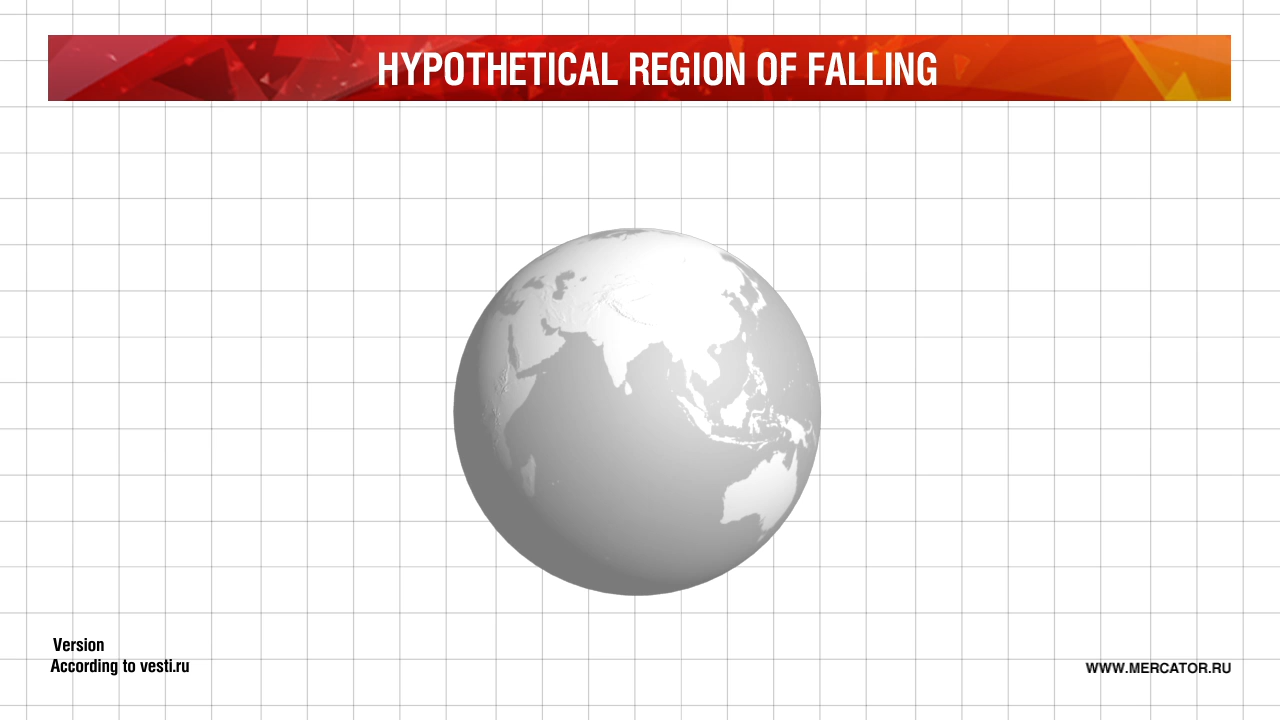 HYPOTHETICAL REGION OF FALLING
Version
According to vesti.ru
WWW.MERCATOR.RU